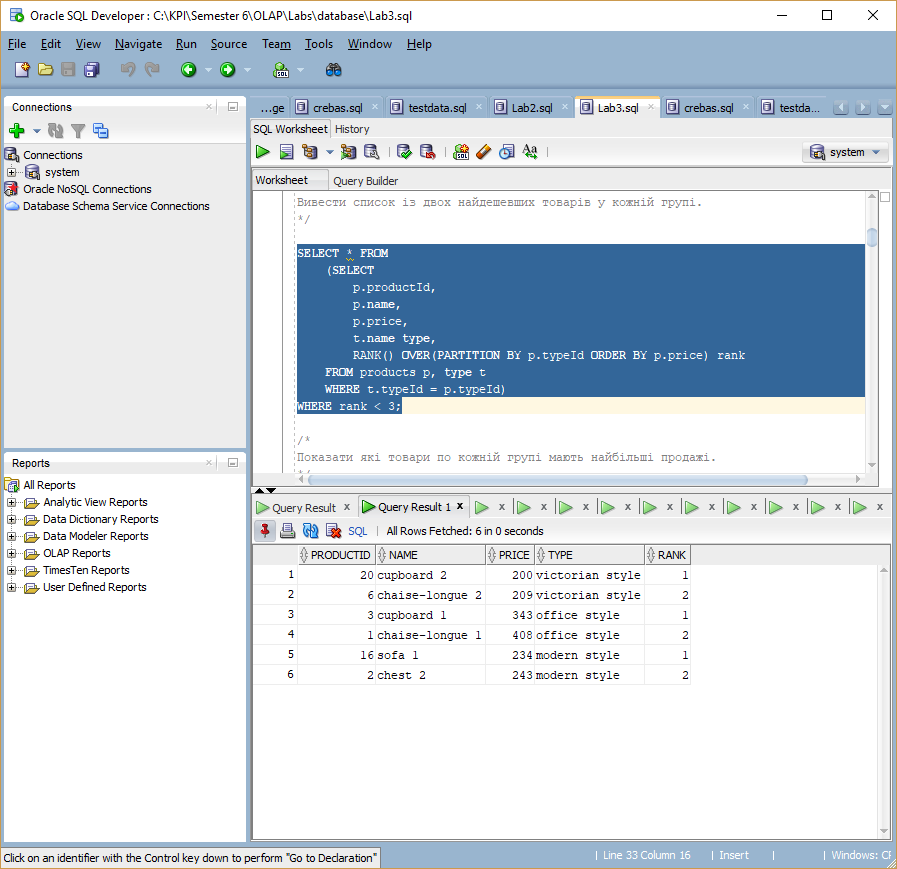 Oracle SQL Developer : C:\KPI\Semester 6\OLAP\Labs\database\Lab3.sql
File Edit View Navigate Run Source Team Tools Window Help
Connections
Connections
system
Oracle NoSQL Connections
Database Schema Service Connections
Reports
All Reports
Analytic View Reports
Data Dictionary Reports
Data Modeler Reports
OLAP Reports
TimesTen Reports
User Defined Reports
...ge crebas.sql testdata.sql Lab2.sql Lab3.sql crebas.sql testda...
SQL Worksheet History
system
Worksheet Query Builder
Вивести список із двох найдешевших товарів у кожній групі.
*/
SELECT * FROM
(SELECT
p.productId,
p.name,
p.price,
t.name type,
RANK() OVER(PARTITION BY p.typeId ORDER BY p.price) rank
FROM products p, type t
WHERE t.typeId = p.typeId)
WHERE rank < 3;
/*
Показати які товари по кожній групі мають найбільші продажі.
Query Result Query Result 1
SQL | All Rows Fetched: 6 in 0 seconds
PRODUCTID NAME PRICE TYPE RANK
1 20 cupboard 2 200 victorian style 1
2 6 chaise-longue 2 209 victorian style 2
3 3 cupboard 1 343 office style 1
4 1 chaise-longue 1 408 office style 2
5 16 sofa 1 234 modern style 1
6 2 chest 2 243 modern style 2
Click on an identifier with the Control key down to perform "Go to Declaration"
| Line 33 Column 16 | Insert | | Windows: CF